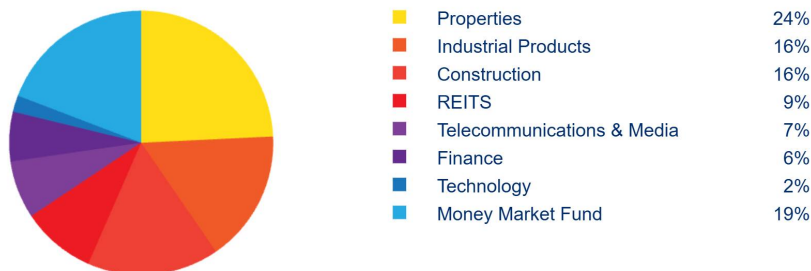 Properties 24%
Industrial Products 16%
Construction 16%
REITS 9%
Telecommunications & Media 7%
Finance 6%
Technology 2%
Money Market Fund 19%